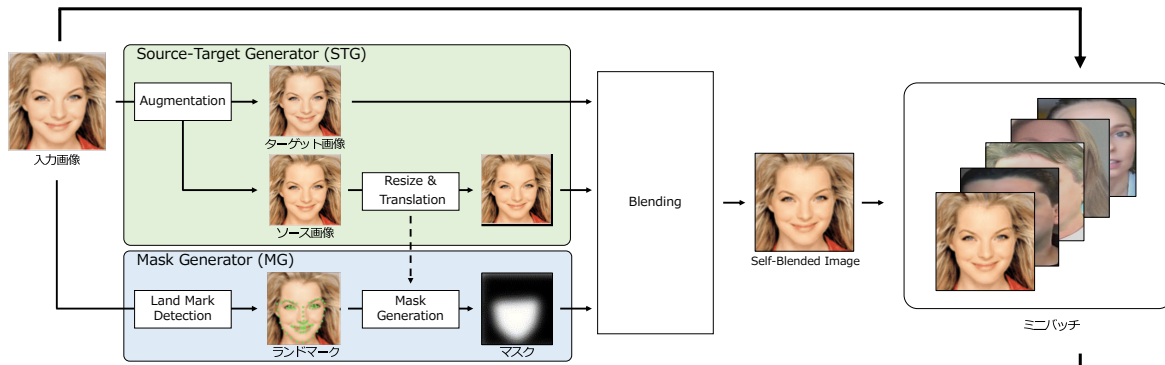 Source-Target Generator (STG)
Augmentation
入力画像
ターゲット画像
Resize &
Translation
ソース画像
Blending
Self-Blended Image
Mask Generator (MG)
Land Mark
Detection
ランドマーク
Mask
Generation
マスク
ミニバッチ